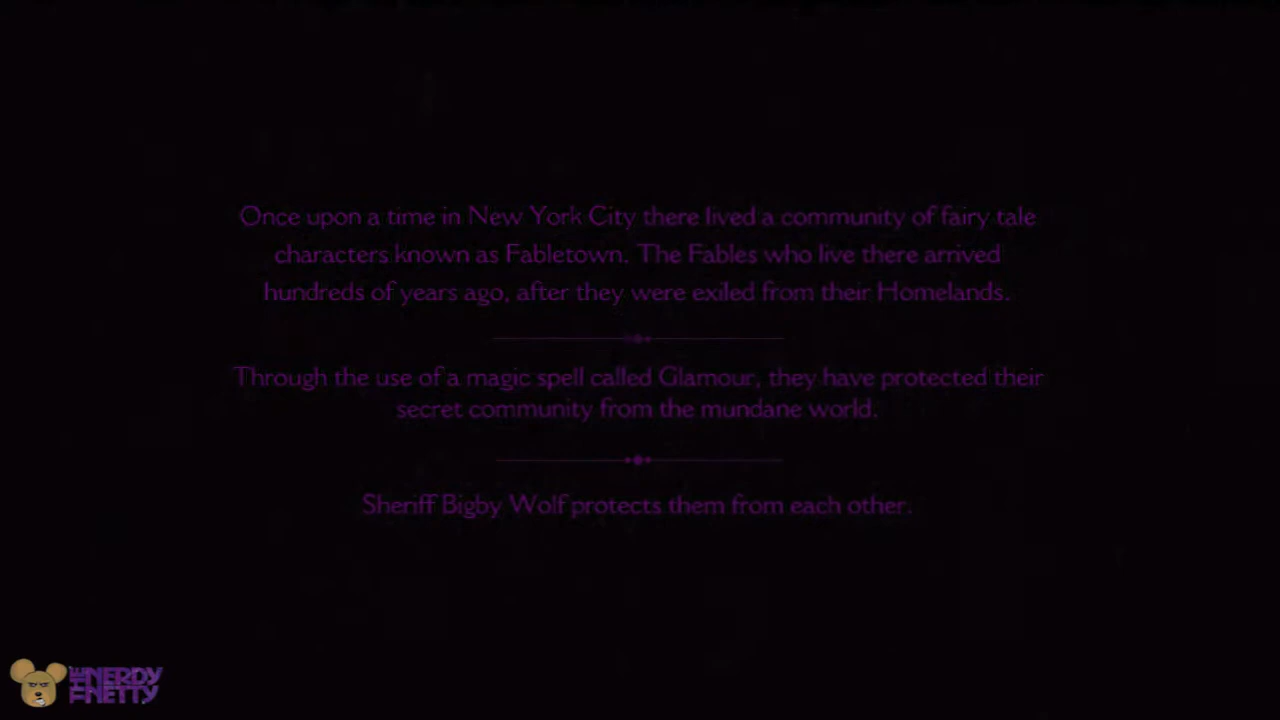 Once upon a time in New York City there lived a community of fairy tale
characters known as Fabletown. The Fables who live there arrived
hundreds of years ago, after they were exiled from their Homelands.
Through the use of a magic spell called Glamour, they have protected their
secret community from the mundane world.
Sheriff Bigby Wolf protects them from each other.
THE NERDY NETTY